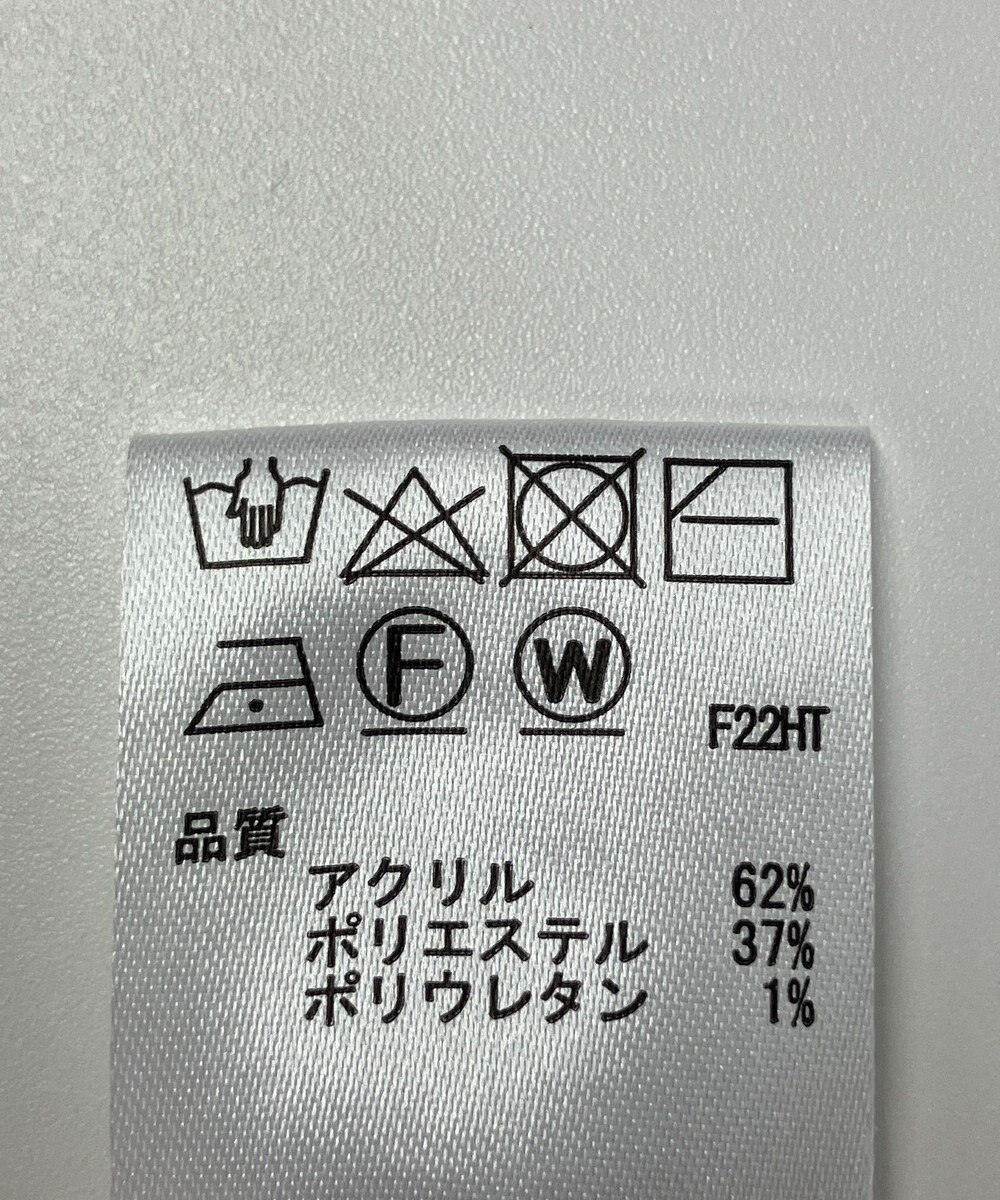 F W F22HT
品質
アクリル 62%
ポリエステル 37%
ポリウレタン 1%